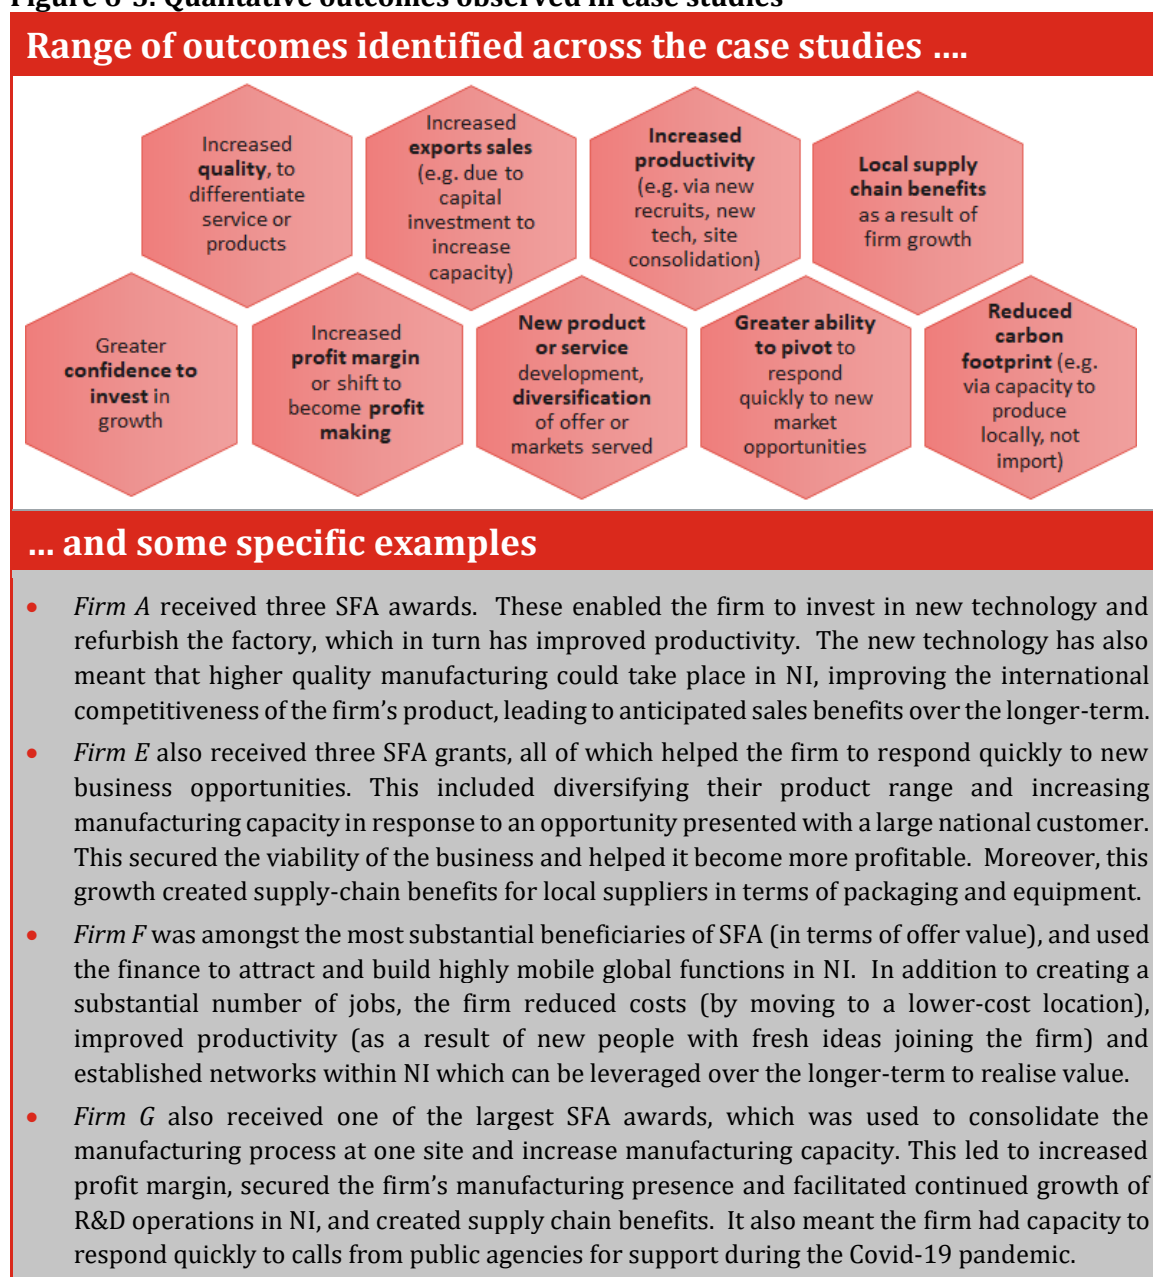 Figure 6-3: Qualitative outcomes observed in case studies
Range of outcomes identified across the case studies ....
Increased
quality, to
differentiate
service or
products
Increased
exports sales
(e.g. due to
capital
investment to
increase
capacity)
Increased
productivity
(e.g. via new
recruits, new
tech, site
consolidation)
Local supply
chain benefits
as a result of
firm growth
Greater
confidence to
invest in
growth
Increased
profit margin
or shift to
become profit
making
New product
or service
development,
diversification
of offer or
markets served
Greater ability
to pivot to
respond
quickly to new
market
opportunities
Reduced
carbon
footprint (e.g.
via capacity to
produce
locally, not
import)
... and some specific examples
• Firm A received three SFA awards. These enabled the firm to invest in new technology and
refurbish the factory, which in turn has improved productivity. The new technology has also
meant that higher quality manufacturing could take place in NI, improving the international
competitiveness of the firm's product, leading to anticipated sales benefits over the longer-term.
• Firm E also received three SFA grants, all of which helped the firm to respond quickly to new
business opportunities. This included diversifying their product range and increasing
manufacturing capacity in response to an opportunity presented with a large national customer.
This secured the viability of the business and helped it become more profitable. Moreover, this
growth created supply-chain benefits for local suppliers in terms of packaging and equipment.
• Firm F was amongst the most substantial beneficiaries of SFA (in terms of offer value), and used
the finance to attract and build highly mobile global functions in NI. In addition to creating a
substantial number of jobs, the firm reduced costs (by moving to a lower-cost location),
improved productivity (as a result of new people with fresh ideas joining the firm) and
established networks within NI which can be leveraged over the longer-term to realise value.
• Firm G also received one of the largest SFA awards, which was used to consolidate the
manufacturing process at one site and increase manufacturing capacity. This led to increased
profit margin, secured the firm's manufacturing presence and facilitated continued growth of
R&D operations in NI, and created supply chain benefits. It also meant the firm had capacity to
respond quickly to calls from public agencies for support during the Covid-19 pandemic.